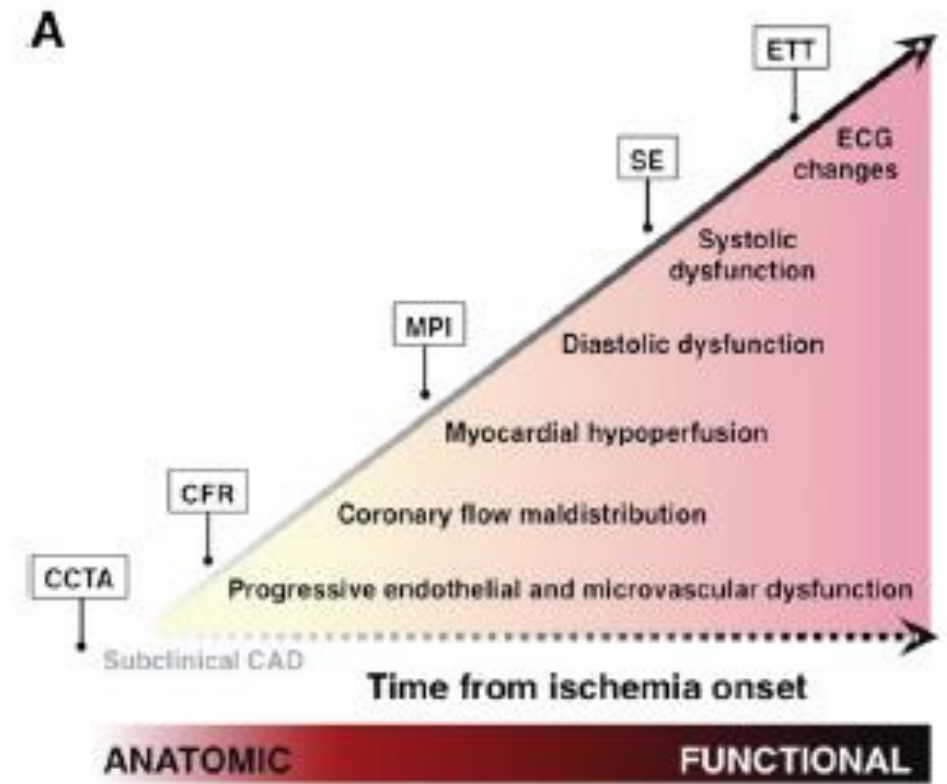 A
ETT
ECG
changes
SE
Systolic
dysfunction
MPI
Diastolic dysfunction
Myocardial hypoperfusion
CFR
Coronary flow maldistribution
CCTA
Progressive endothelial and microvascular dysfunction
Subclinical CAD
Time from ischemia onset
ANATOMIC
FUNCTIONAL